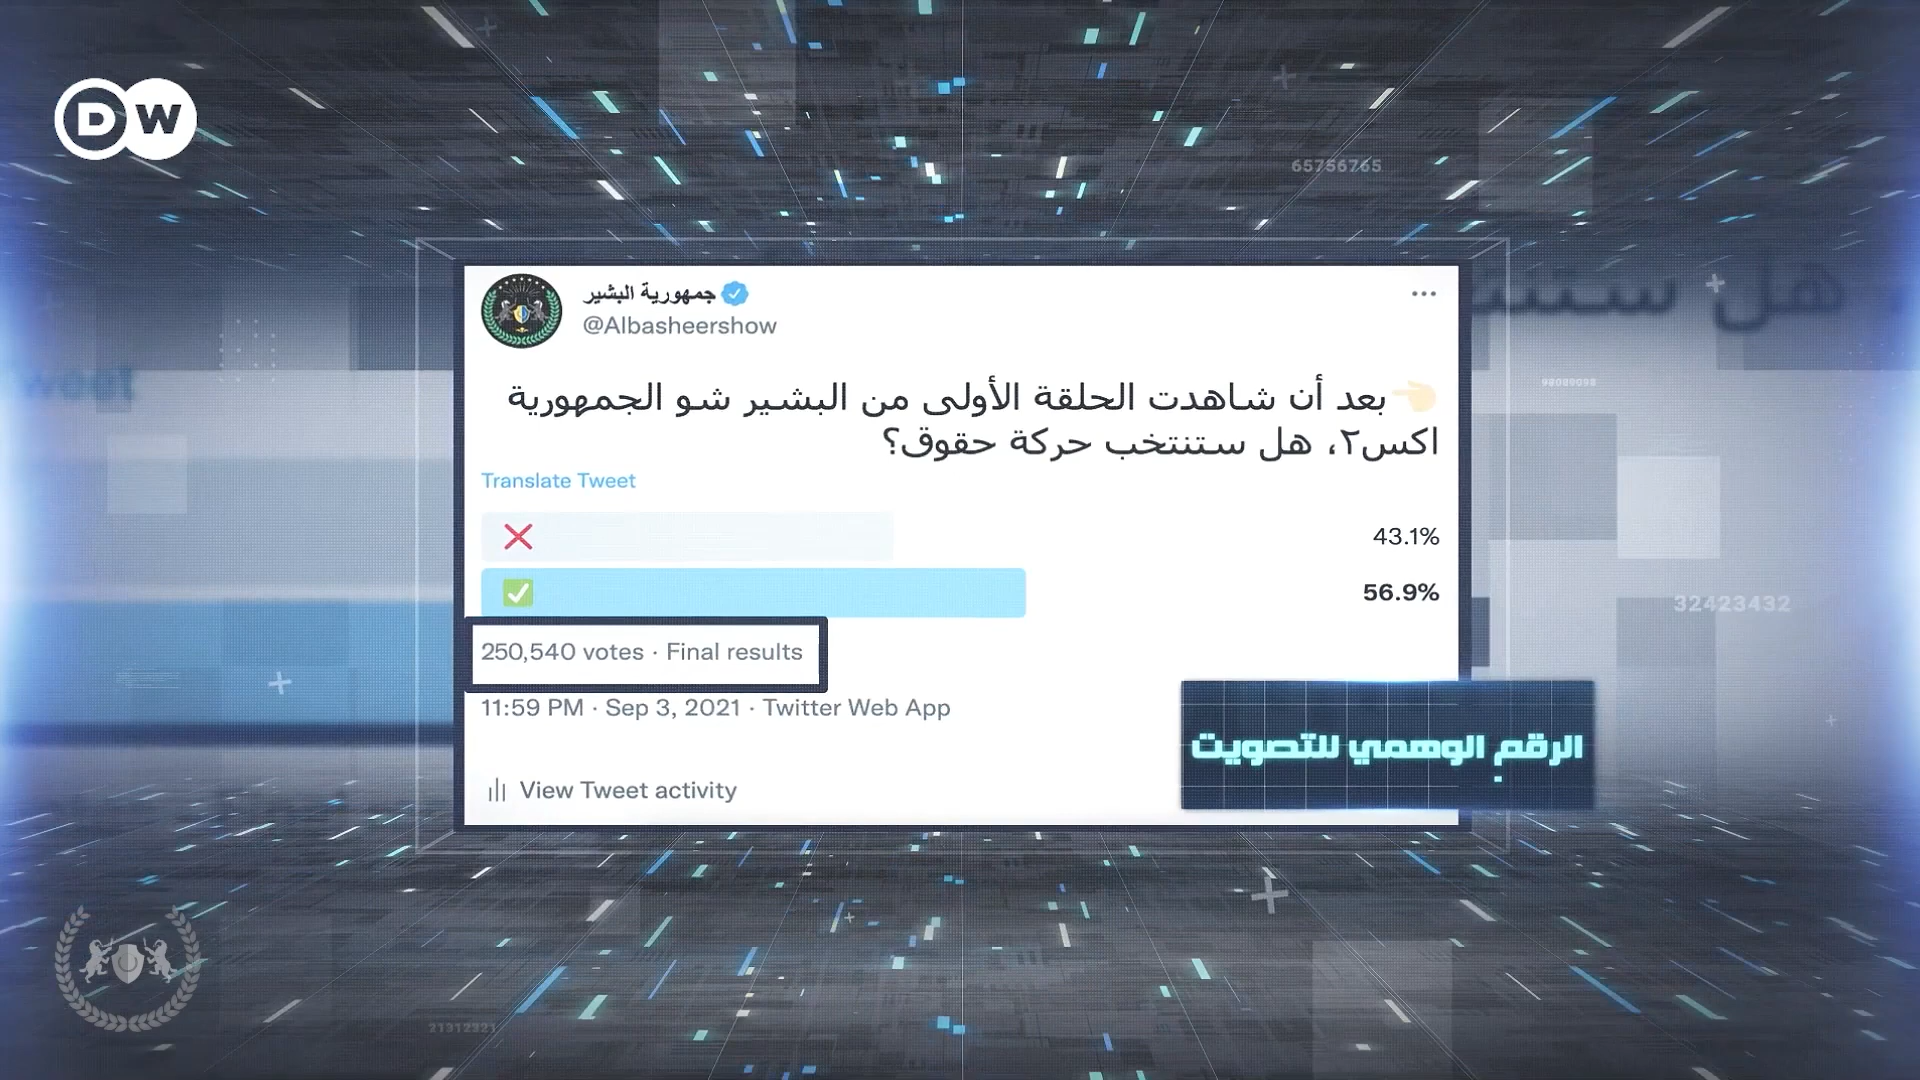 DW
65756765
جمهورية البشير
@Albasheershow
بعد أن شاهدت الحلقة الأولى من البشير شو الجمهورية
اكس٢، هل ستنتخب حركة حقوق؟
Translate Tweet
43.1%
56.9%
250,540 votes · Final results
11:59 PM · Sep 3, 2021 · Twitter Web App
View Tweet activity
الرقم الوهمي للتصويت
98089098
32423432
21312321